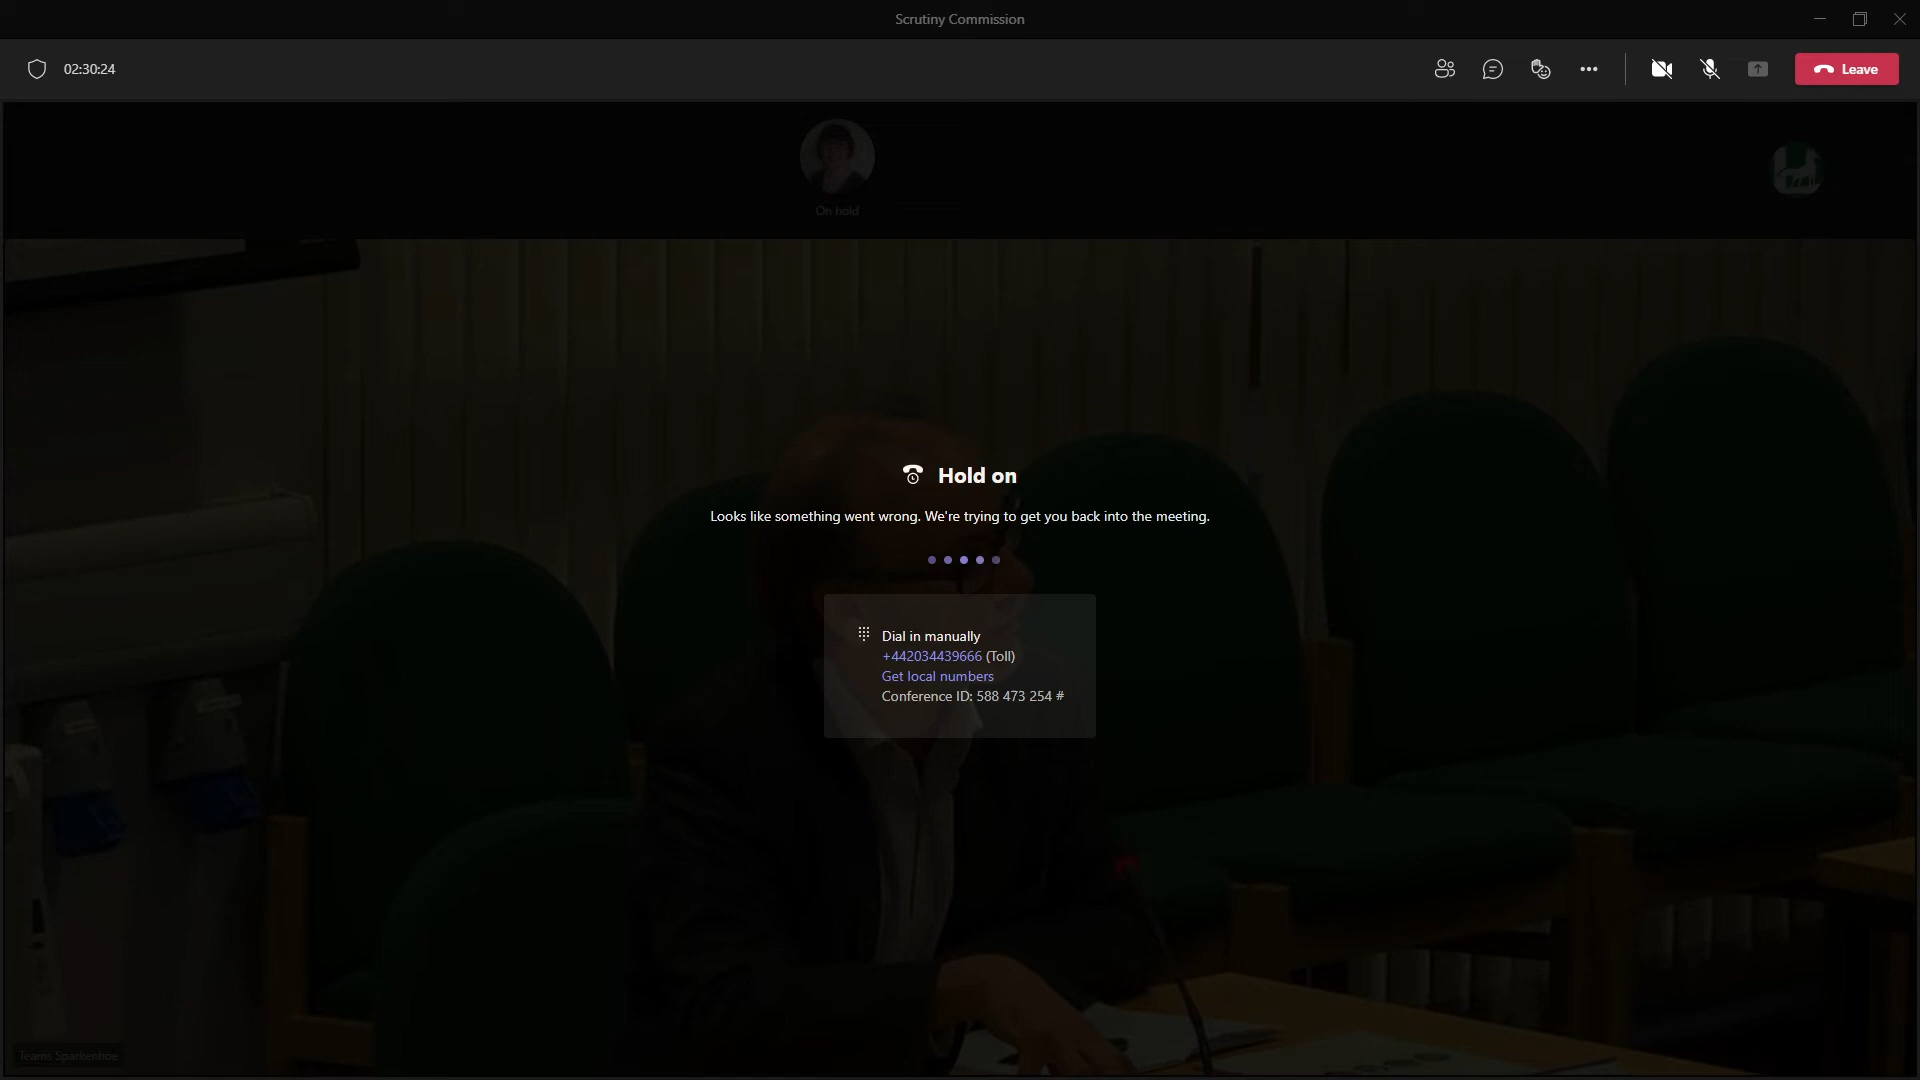 Scrutiny Commission
02:30:24
Leave
On hold
Hold on
Looks like something went wrong. We're trying to get you back into the meeting.
Dial in manually
+442034439666 (Toll)
Get local numbers
Conference ID: 588 473 254 #
Teams Sparkenhoe